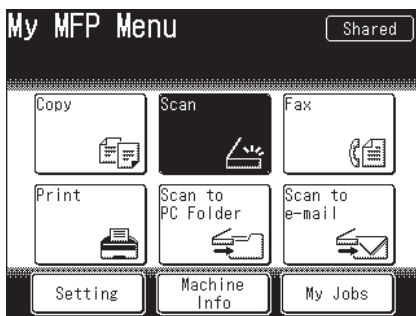 My MFP Menu
Shared
Copy
Scan
Fax
Print
Scan to
PC Folder
Scan to
e-mail
Setting
Machine
Info
My Jobs